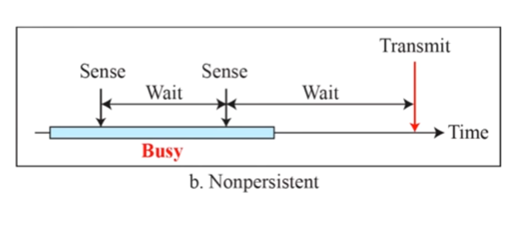 Transmit
Sense Sense
Wait Wait
Time
Busy
b. Nonpersistent